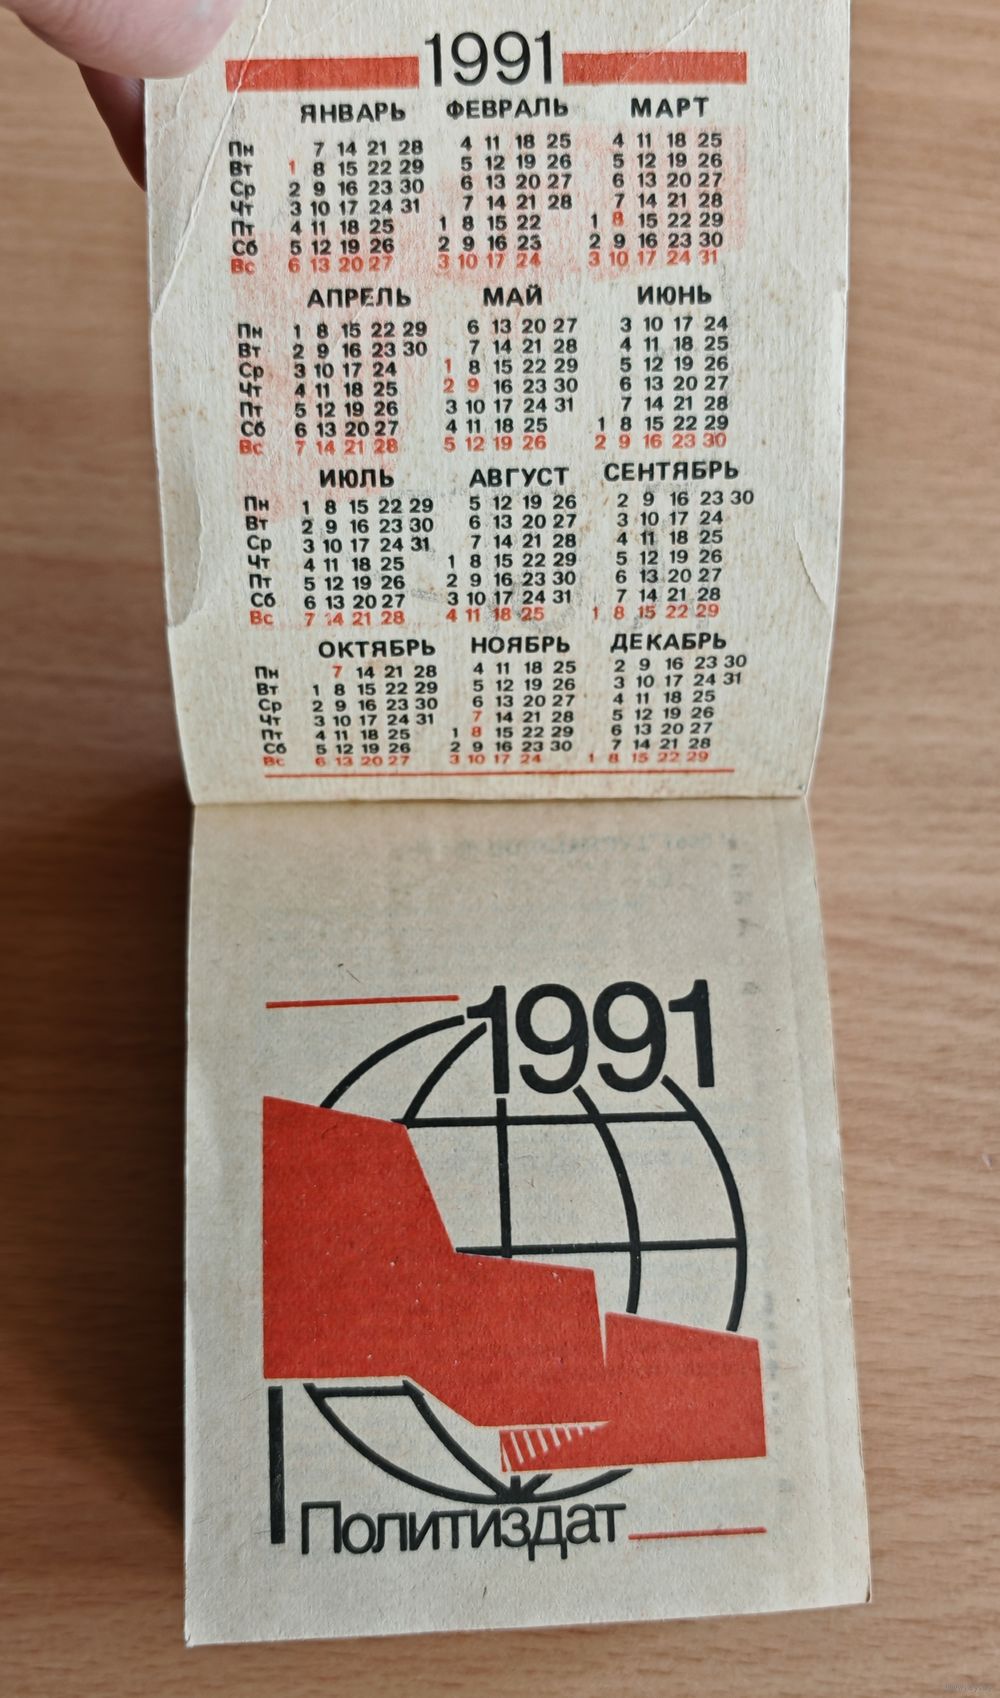 1991
ЯНВАРЬ ФЕВРАЛЬ МАРТ
Пн 7 14 21 28 4 11 18 25 4 11 18 25
Вт 1 8 15 22 29 5 12 19 26 5 12 19 26
Ср 2 9 16 23 30 6 13 20 27 6 13 20 27
Чт 3 10 17 24 31 7 14 21 28 7 14 21 28
Пт 4 11 18 25 1 8 15 22 1 8 15 22 29
Сб 5 12 19 26 2 9 16 23 2 9 16 23 30
Вс 6 13 20 27 3 10 17 24 3 10 17 24 31
АПРЕЛЬ МАЙ ИЮНЬ
Пн 1 8 15 22 29 6 13 20 27 3 10 17 24
Вт 2 9 16 23 30 7 14 21 28 4 11 18 25
Ср 3 10 17 24 1 8 15 22 29 5 12 19 26
Чт 4 11 18 25 2 9 16 23 30 6 13 20 27
Пт 5 12 19 26 3 10 17 24 31 7 14 21 28
Сб 6 13 20 27 4 11 18 25 1 8 15 22 29
Вс 7 14 21 28 5 12 19 26 2 9 16 23 30
ИЮЛЬ АВГУСТ СЕНТЯБРЬ
Пн 1 8 15 22 29 5 12 19 26 2 9 16 23 30
Вт 2 9 16 23 30 6 13 20 27 3 10 17 24
Ср 3 10 17 24 31 7 14 21 28 4 11 18 25
Чт 4 11 18 25 1 8 15 22 29 5 12 19 26
Пт 5 12 19 26 2 9 16 23 30 6 13 20 27
Сб 6 13 20 27 3 10 17 24 31 7 14 21 28
Вс 7 14 21 28 4 11 18 25 1 8 15 22 29
ОКТЯБРЬ НОЯБРЬ ДЕКАБРЬ
Пн 7 14 21 28 4 11 18 25 2 9 16 23 30
Вт 1 8 15 22 29 5 12 19 26 3 10 17 24 31
Ср 2 9 16 23 30 6 13 20 27 4 11 18 25
Чт 3 10 17 24 31 7 14 21 28 5 12 19 26
Пт 4 11 18 25 1 8 15 22 29 6 13 20 27
Сб 5 12 19 26 2 9 16 23 30 7 14 21 28
Вс 6 13 20 27 3 10 17 24 1 8 15 22 29
1991
Политиздат